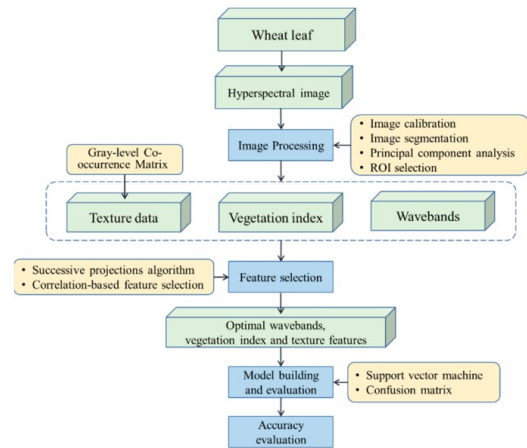 Wheat leaf
Hyperspectral image
Image Processing
• Image calibration
• Image segmentation
• Principal component analysis
• ROI selection
Gray-level Co-
occurrence Matrix
Texture data
Vegetation index
Wavebands
• Successive projections algorithm
• Correlation-based feature selection
Feature selection
Optimal wavebands,
vegetation index and texture features
Model building
and evaluation
• Support vector machine
• Confusion matrix
Accuracy
evaluation